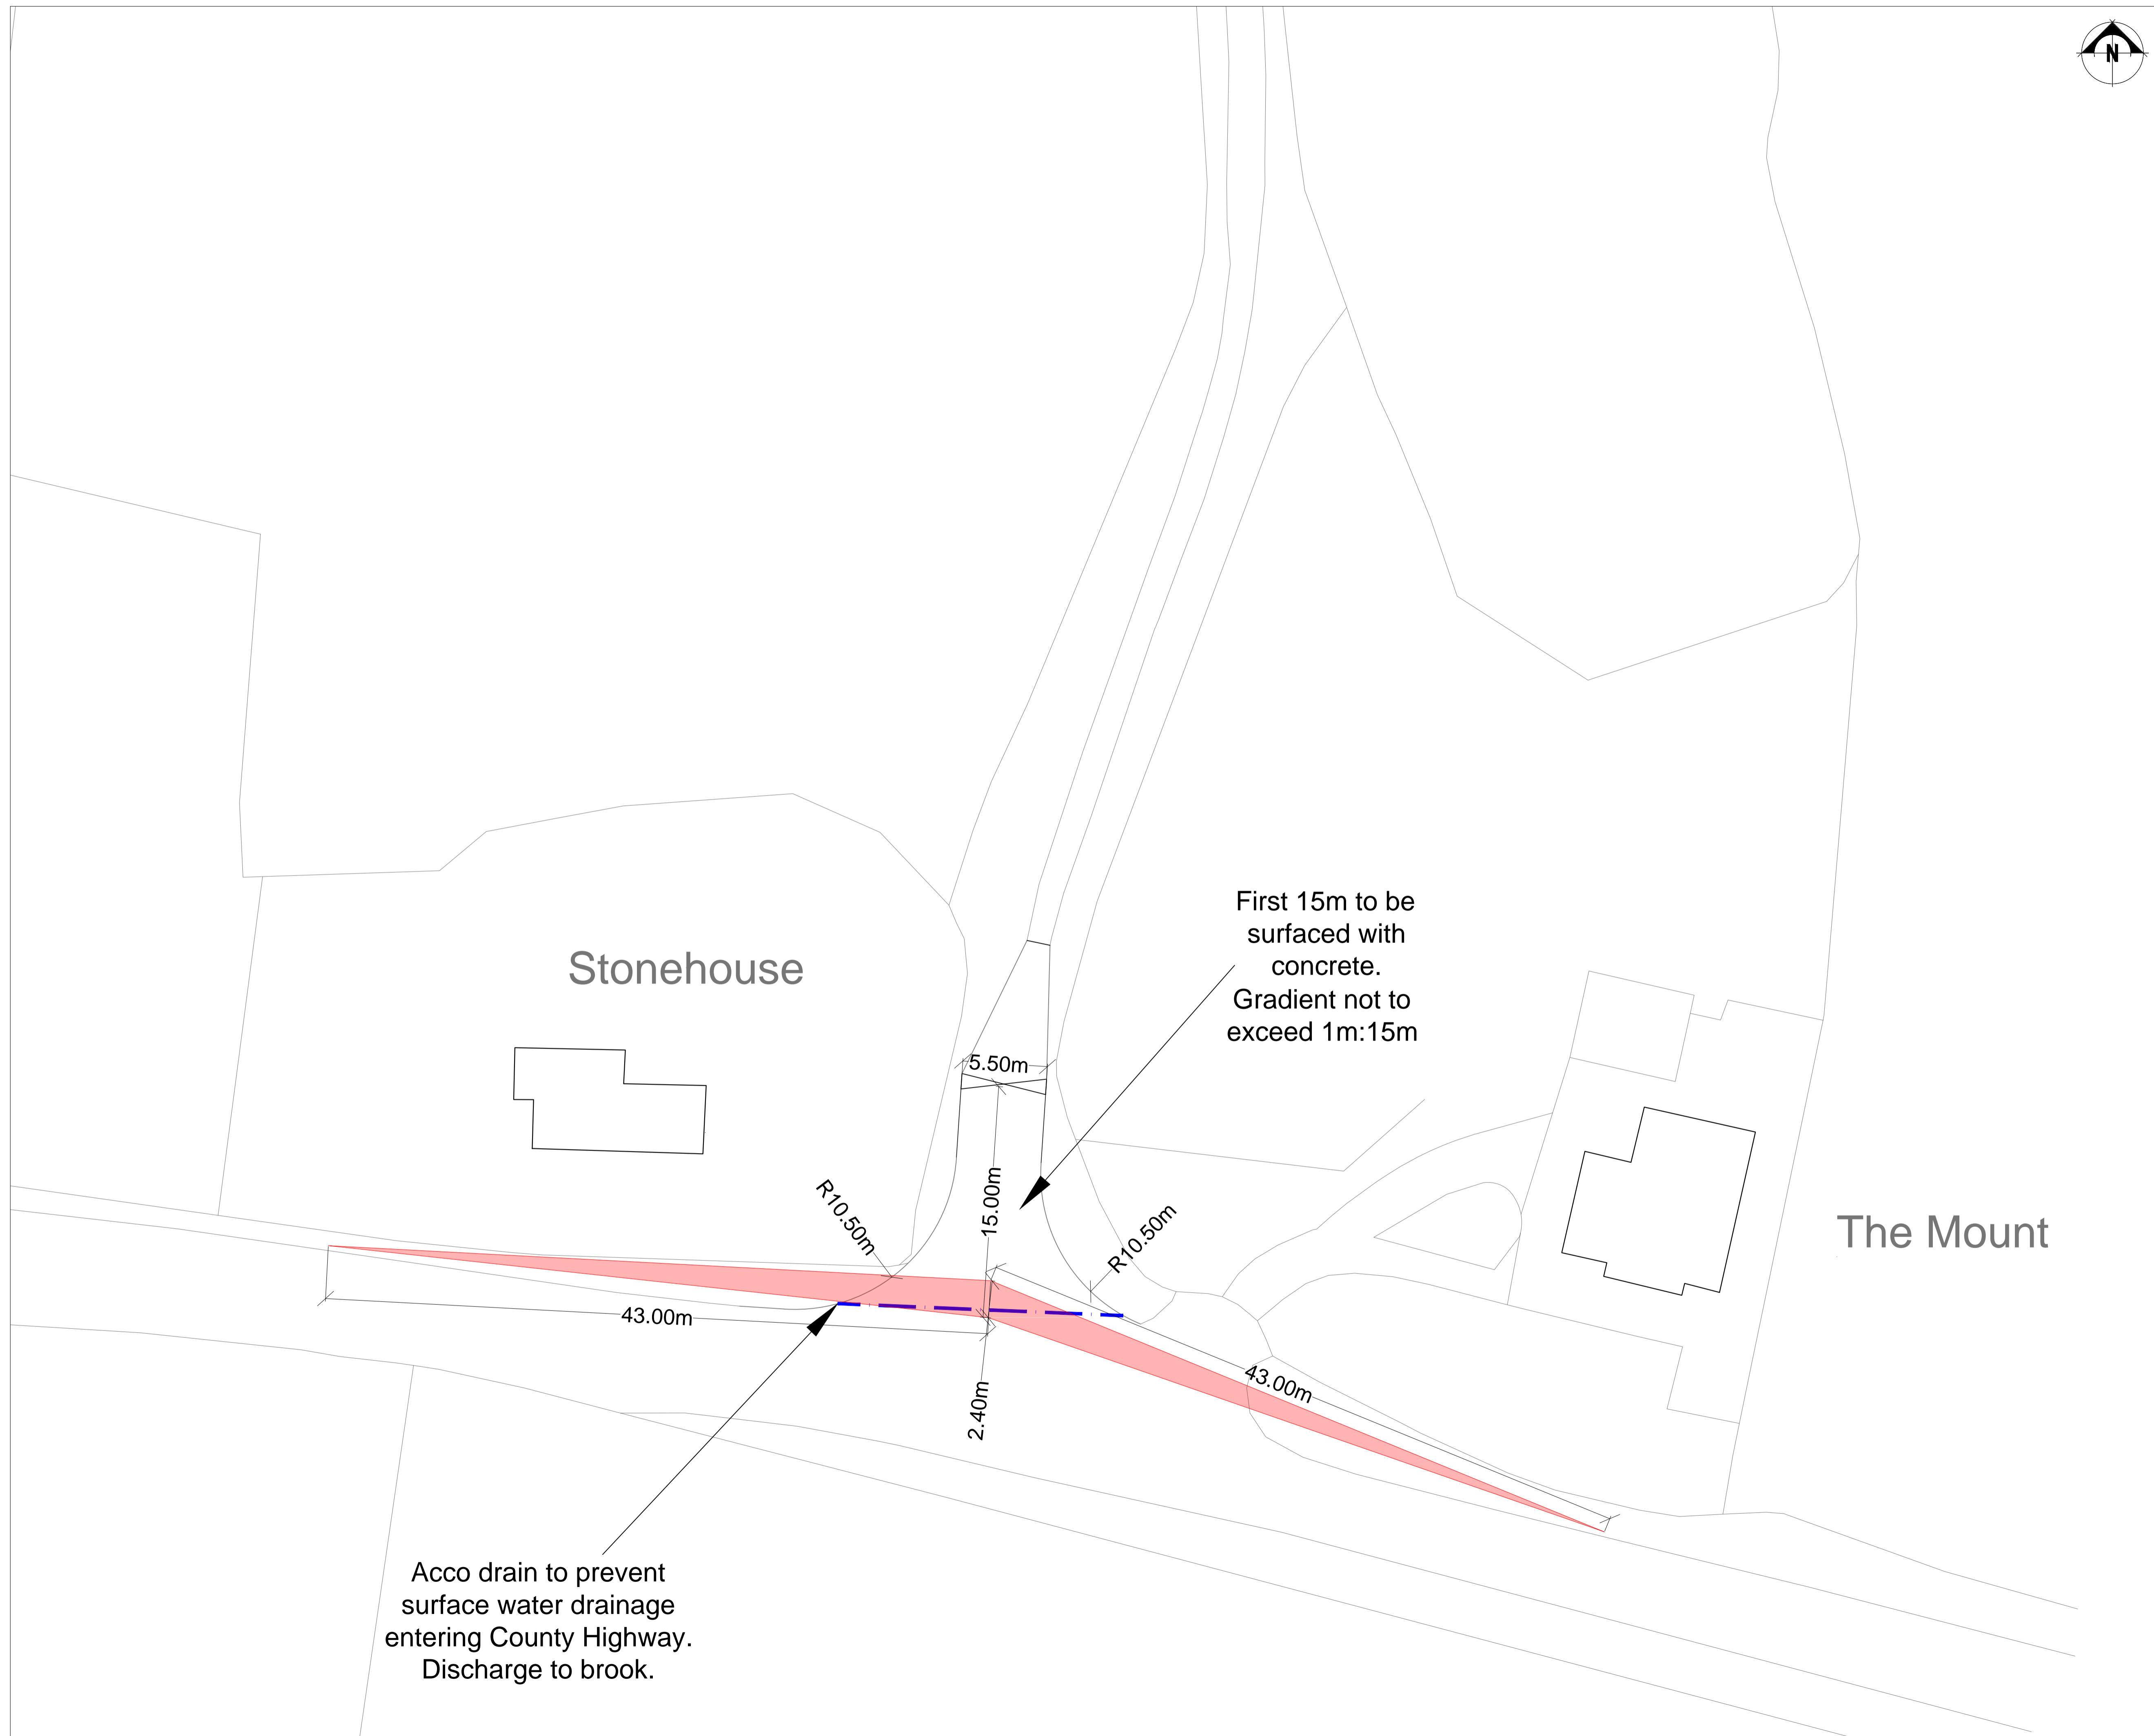 N
Stonehouse
First 15m to be
surfaced with
concrete.
Gradient not to
exceed 1m:15m
5.50m
15.00m
R10.50m
R10.50m
The Mount
43.00m
43.00m
2.40m
Acco drain to prevent
surface water drainage
entering County Highway.
Discharge to brook.